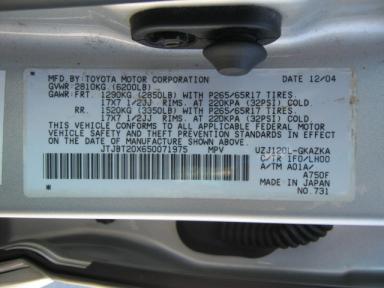 MFD.BY:TOYOTA MOTOR CORPORATION DATE 12/04
GVWR:2810KG (6200LB)
GAWR:FRT. 1290KG (2850LB) WITH P265/65R17 TIRES.
17X7 1/2JJ RIMS. AT 220KPA (32PSI) COLD.
RR. 1520KG (3350LB) WITH P265/65R17 TIRES.
17X7 1/2JJ RIMS. AT 220KPA (32PSI) COLD.
THIS VEHICLE CONFORMS TO ALL APPLICABLE FEDERAL MOTOR
VEHICLE SAFETY AND THEFT PREVENTION STANDARDS IN EFFECT
ON THE DATE OF MANUFACTURE SHOWN ABOVE.
JTJBT20X650071975 MPV UZJ120L-GKAZKA
C/TR 1F0/LH00
A/TM A01A/
A750F
MADE IN JAPAN
NO.731